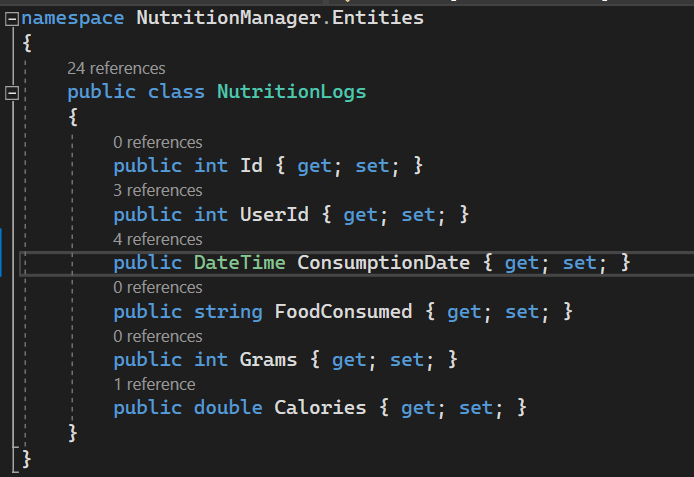 namespace NutritionManager.Entities
{
24 references
public class NutritionLogs
{
0 references
public int Id { get; set; }
3 references
public int UserId { get; set; }
4 references
public DateTime ConsumptionDate { get; set; }
0 references
public string FoodConsumed { get; set; }
0 references
public int Grams { get; set; }
1 reference
public double Calories { get; set; }
}
}